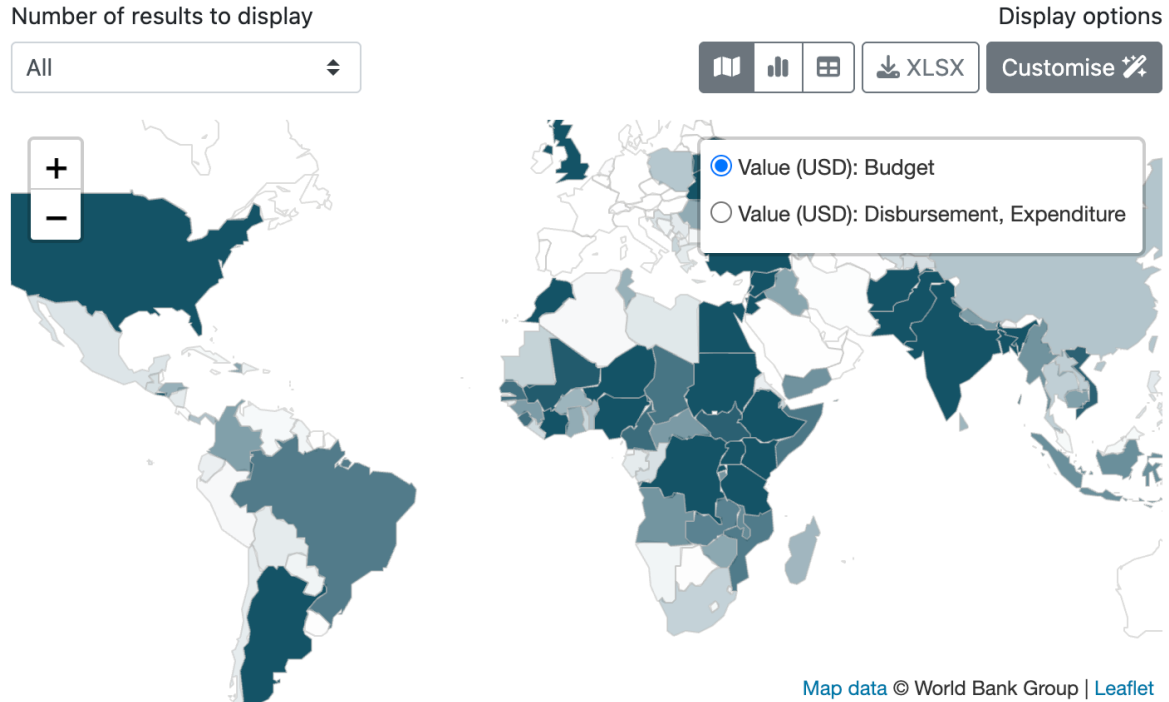 Number of results to display
Display options
All
XLSX
Customise
+
−
Value (USD): Budget
Value (USD): Disbursement, Expenditure
Map data © World Bank Group | Leaflet